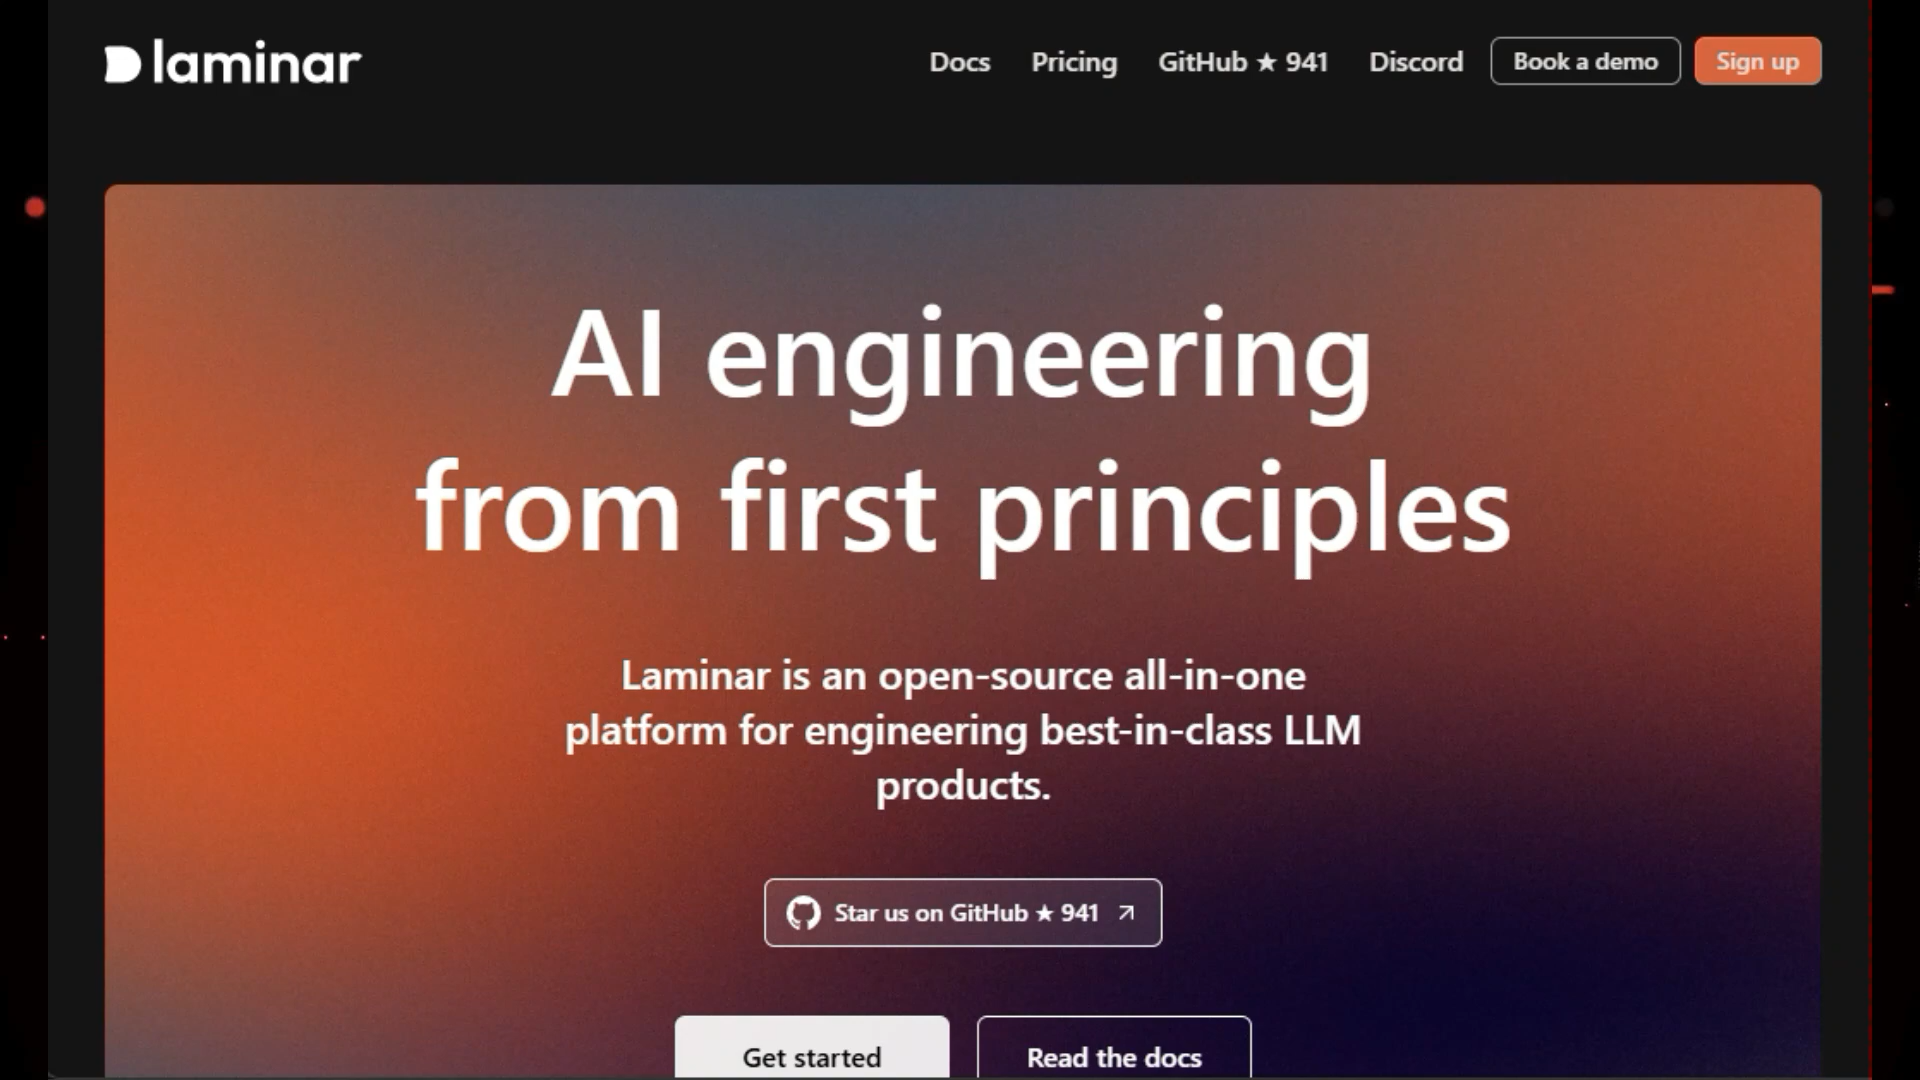 laminar
Docs Pricing GitHub ★ 941 Discord Book a demo Sign up
AI engineering
from first principles
Laminar is an open-source all-in-one
platform for engineering best-in-class LLM
products.
Star us on GitHub ★ 941
Get started Read the docs